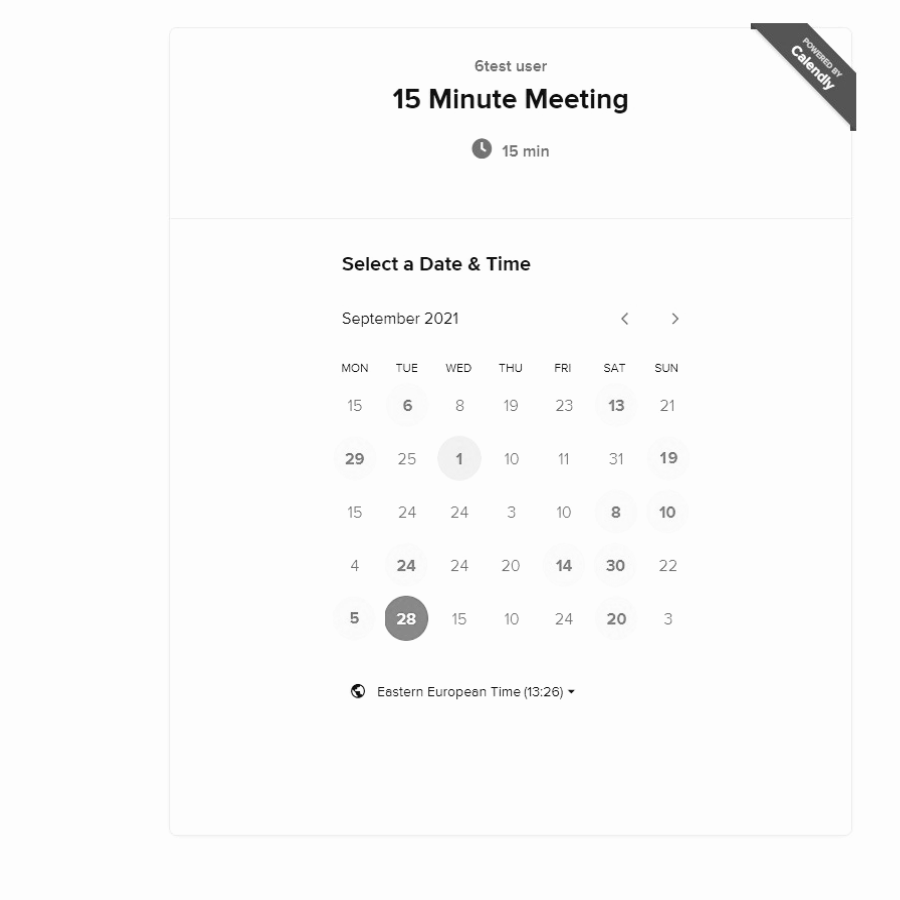 POWERED BY
Calendly
6test user
15 Minute Meeting
15 min
Select a Date & Time
September 2021
MON TUE WED THU FRI SAT SUN
15 6 8 19 23 13 21
29 25 1 10 11 31 19
15 24 24 3 10 8 10
4 24 24 20 14 30 22
5 28 15 10 24 20 3
Eastern European Time (13:26)